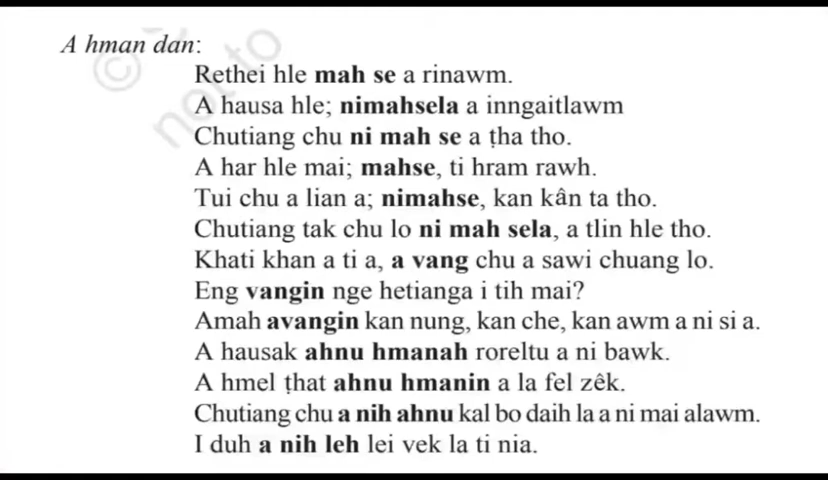 A hman dan:
Rethei hle mah se a rinawm.
A hausa hle; nimahsela a inngaitlawm
Chutiang chu ni mah se a ṭha tho.
A har hle mai; mahse, ti hram rawh.
Tui chu a lian a; nimahse, kan kân ta tho.
Chutiang tak chu lo ni mah sela, a tlin hle tho.
Khati khan a ti a, a vang chu a sawi chuang lo.
Eng vangin nge hetianga i tih mai?
Amah avangin kan nung, kan che, kan awm a ni si a.
A hausak ahnu hmanah roreltu a ni bawk.
A hmel ṭhat ahnu hmanin a la fel zêk.
Chutiang chu a nih ahnu kal bo daih la a ni mai alawm.
I duh a nih leh lei vek la ti nia.
© not to